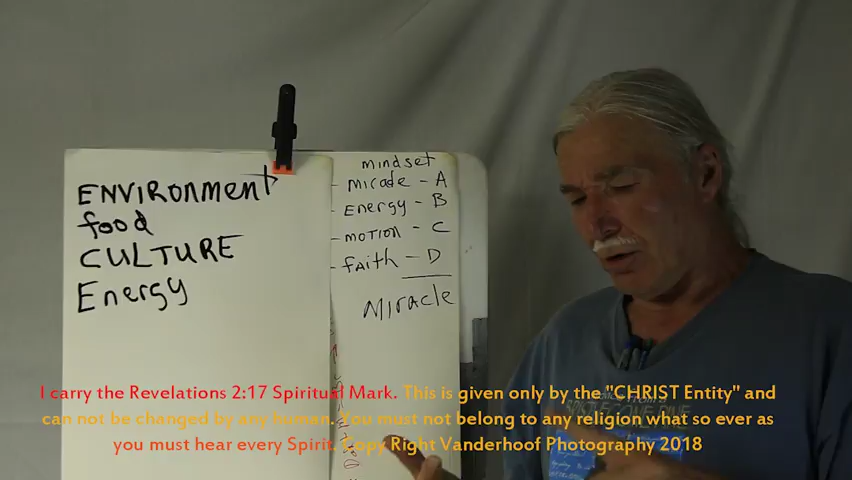 ENVIRONMENT
food
CULTURE
Energy
mindset
- micade - A
- Energy - B
- MOTION - C
- faith - D
Miracle
I carry the Revelations 2:17 Spiritual Mark. This is given only by the "CHRIST Entity" and
can not be changed by any human. You must not belong to any religion what so ever as
you must hear every Spirit. Copy Right Vanderhoof Photography 2018